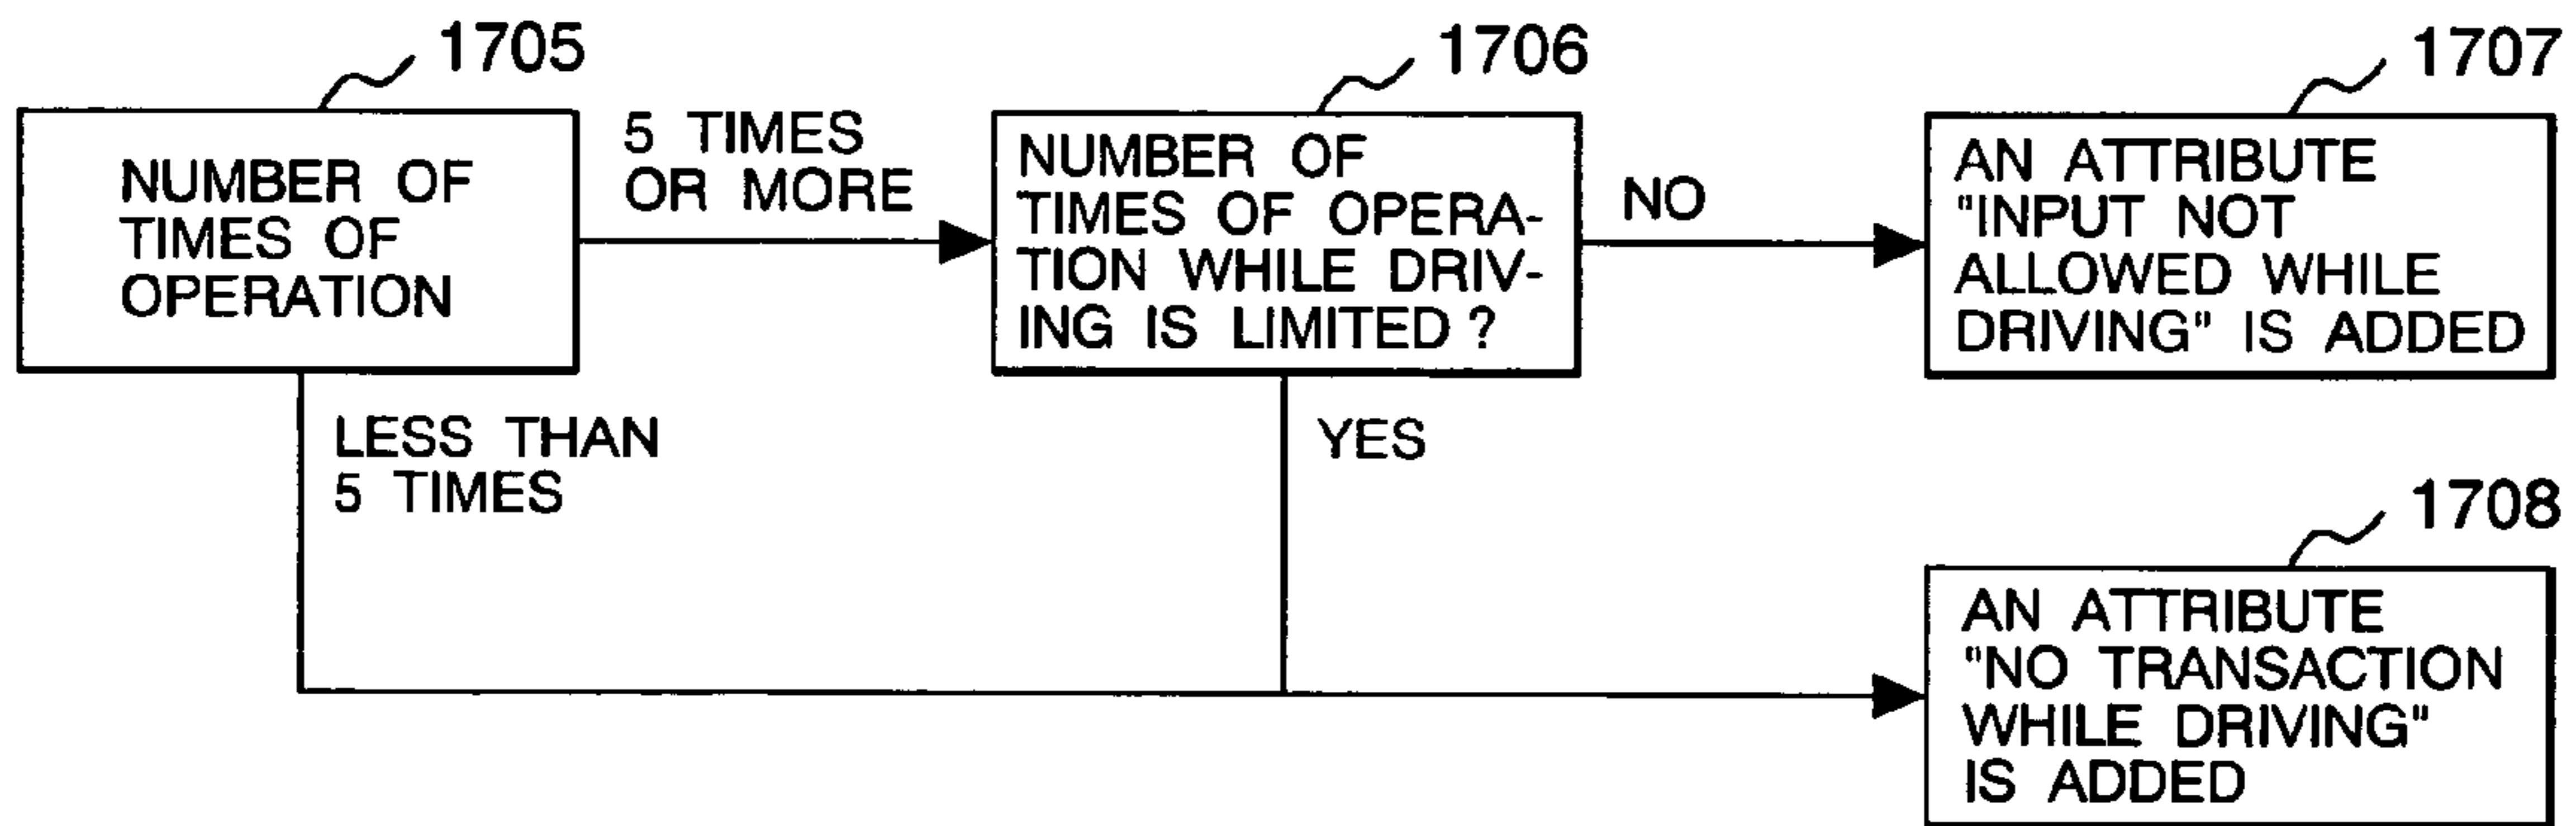 1705
NUMBER OF
TIMES OF
OPERATION
5 TIMES
OR MORE
1706
NUMBER OF
TIMES OF OPERA-
TION WHILE DRIV-
ING IS LIMITED ?
NO
1707
AN ATTRIBUTE
"INPUT NOT
ALLOWED WHILE
DRIVING" IS ADDED
LESS THAN
5 TIMES
YES
1708
AN ATTRIBUTE
"NO TRANSACTION
WHILE DRIVING"
IS ADDED